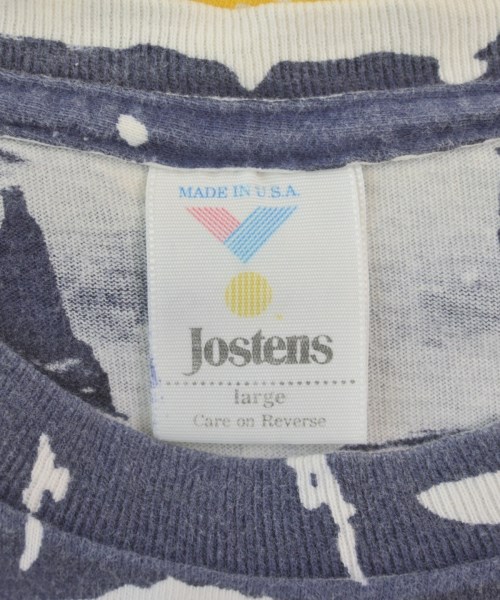 MADE IN U.S.A.
Jostens
large
Care on Reverse